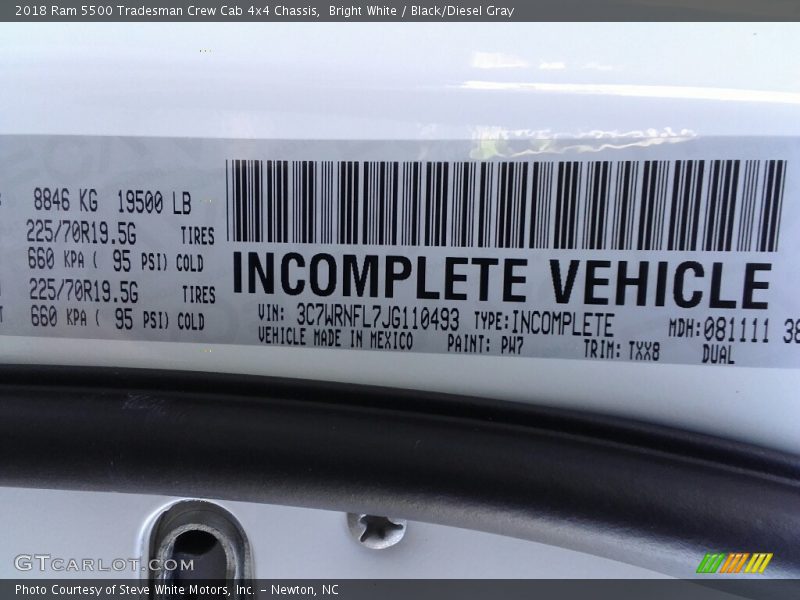 2018 Ram 5500 Tradesman Crew Cab 4x4 Chassis,  Bright White / Black/Diesel Gray
8846 KG  19500 LB
225/70R19.5G  TIRES
660 KPA ( 95 PSI) COLD
225/70R19.5G  TIRES
660 KPA ( 95 PSI) COLD
INCOMPLETE VEHICLE
VIN: 3C7WRNFL7JG110493  TYPE:INCOMPLETE  MDH:081111 38
VEHICLE MADE IN MEXICO  PAINT: PW7  TRIM: TXX8  DUAL
GTcarlot.com
Photo Courtesy of Steve White Motors, Inc. – Newton, NC